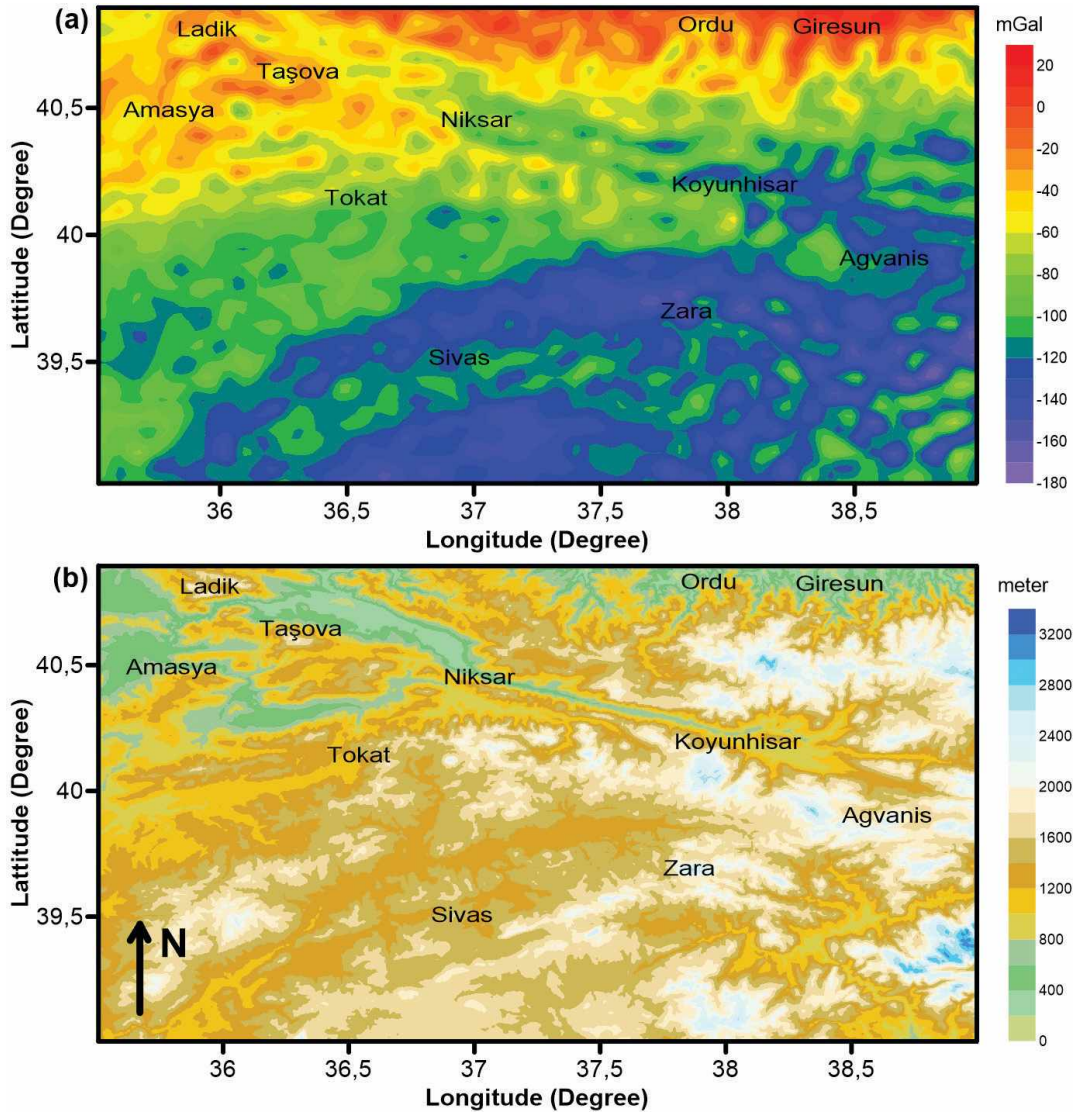 (a)
mGal
Ladik
Ordu
Giresun
Taşova
Amasya
Niksar
Tokat
Koyunhisar
Agvanis
Zara
Sivas
40.5
40
39.5
Lattitude (Degree)
36
36,5
37
37,5
38
38,5
Longitude (Degree)
20
0
-20
-40
-60
-80
-100
-120
-140
-160
-180
(b)
meter
Ladik
Ordu
Giresun
Taşova
Amasya
Niksar
Tokat
Koyunhisar
Agvanis
Zara
Sivas
N
40.5
40
39.5
Lattitude (Degree)
36
36,5
37
37,5
38
38,5
Longitude (Degree)
3200
2800
2400
2000
1600
1200
800
400
0